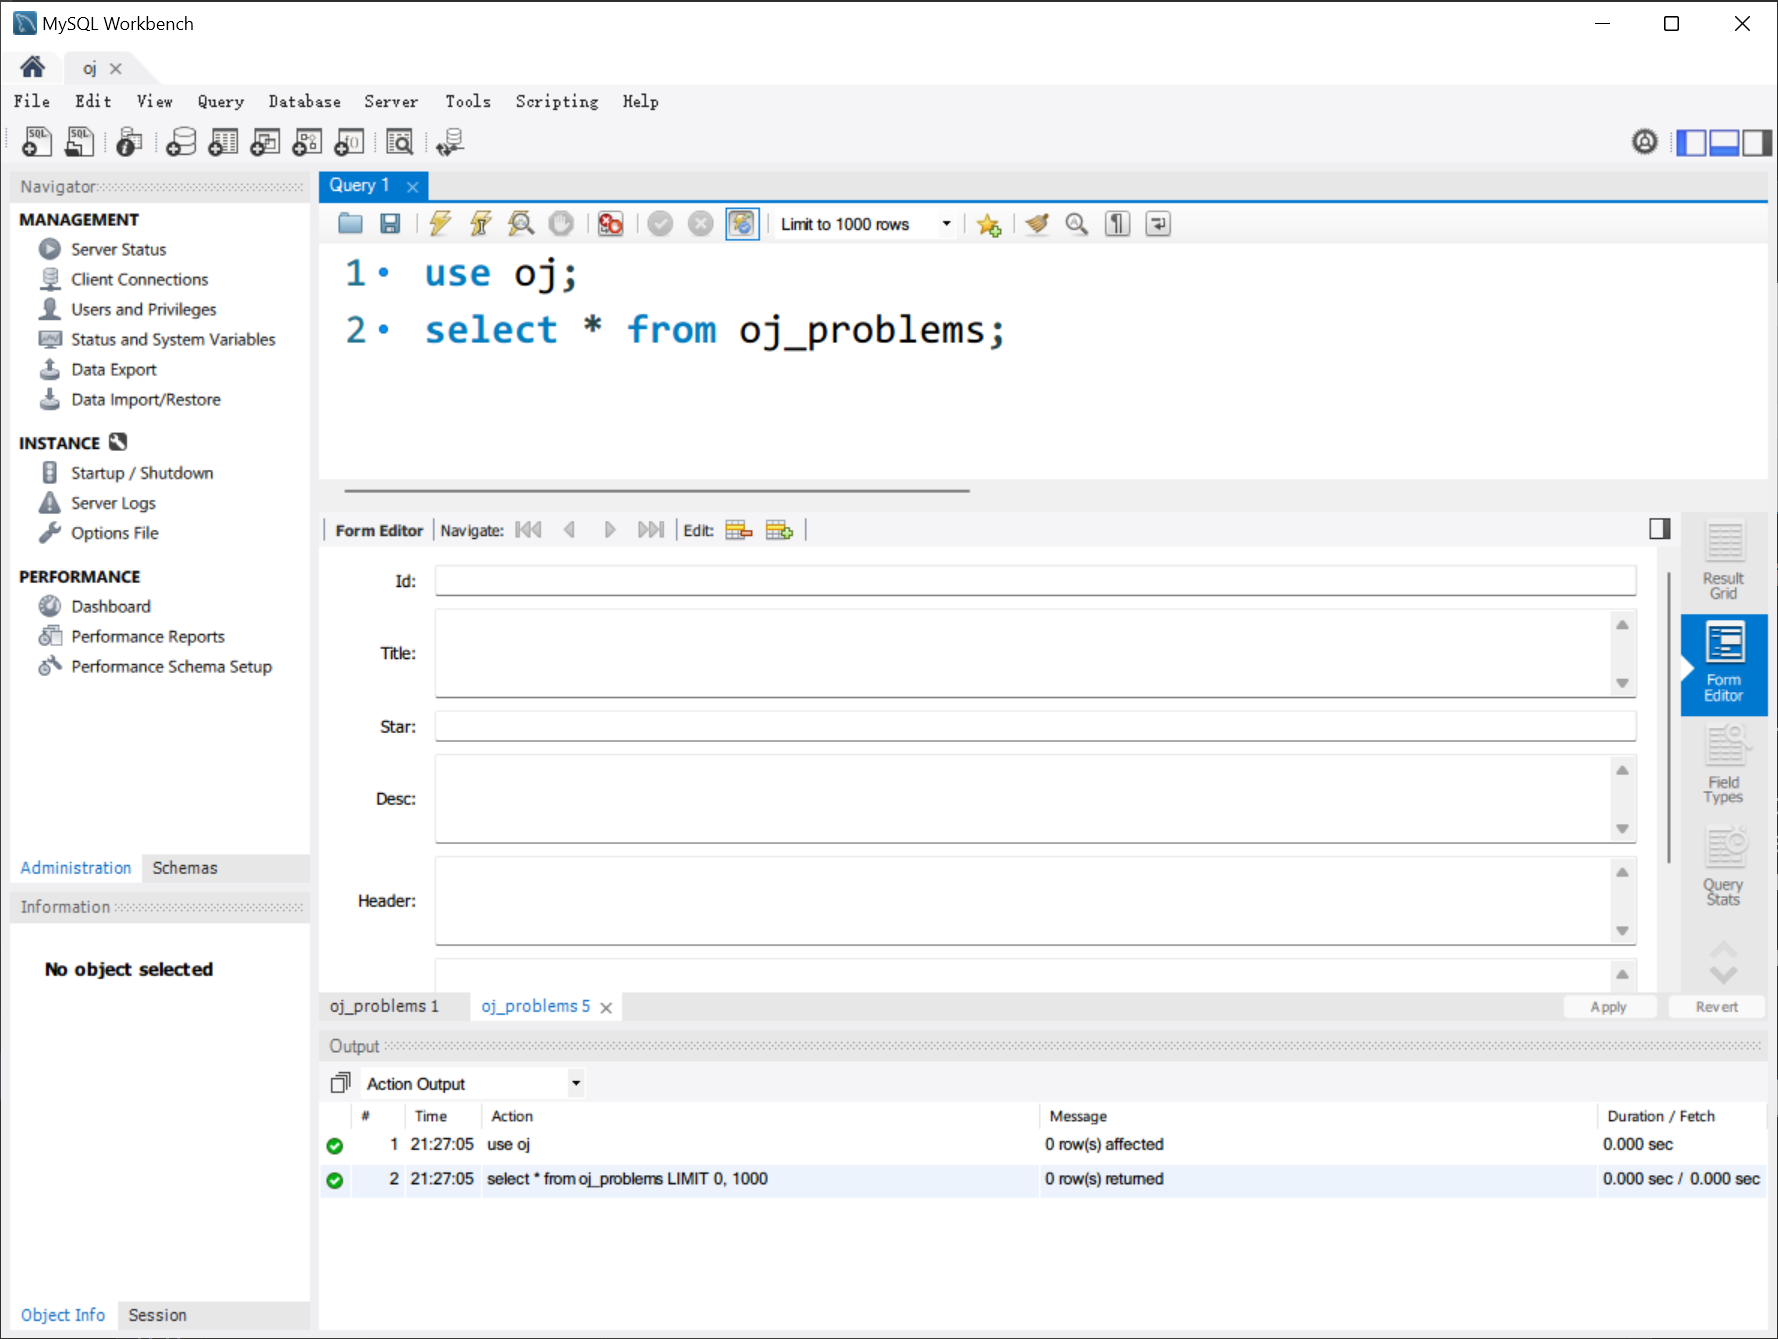 MySQL Workbench
oj
File Edit View Query Database Server Tools Scripting Help
Navigator
MANAGEMENT
Server Status
Client Connections
Users and Privileges
Status and System Variables
Data Export
Data Import/Restore
INSTANCE
Startup / Shutdown
Server Logs
Options File
PERFORMANCE
Dashboard
Performance Reports
Performance Schema Setup
Administration Schemas
Information
No object selected
Object Info Session
Query 1
Limit to 1000 rows
1 use oj;
2 select * from oj_problems;
Form Editor Navigate: Edit:
Id:
Title:
Star:
Desc:
Header:
Result
Grid
Form
Editor
Field
Types
Query
Stats
oj_problems 1 oj_problems 5 Apply Revert
Output
Action Output
# Time Action Message Duration / Fetch
1 21:27:05 use oj 0 row(s) affected 0.000 sec
2 21:27:05 select * from oj_problems LIMIT 0, 1000 0 row(s) returned 0.000 sec / 0.000 sec